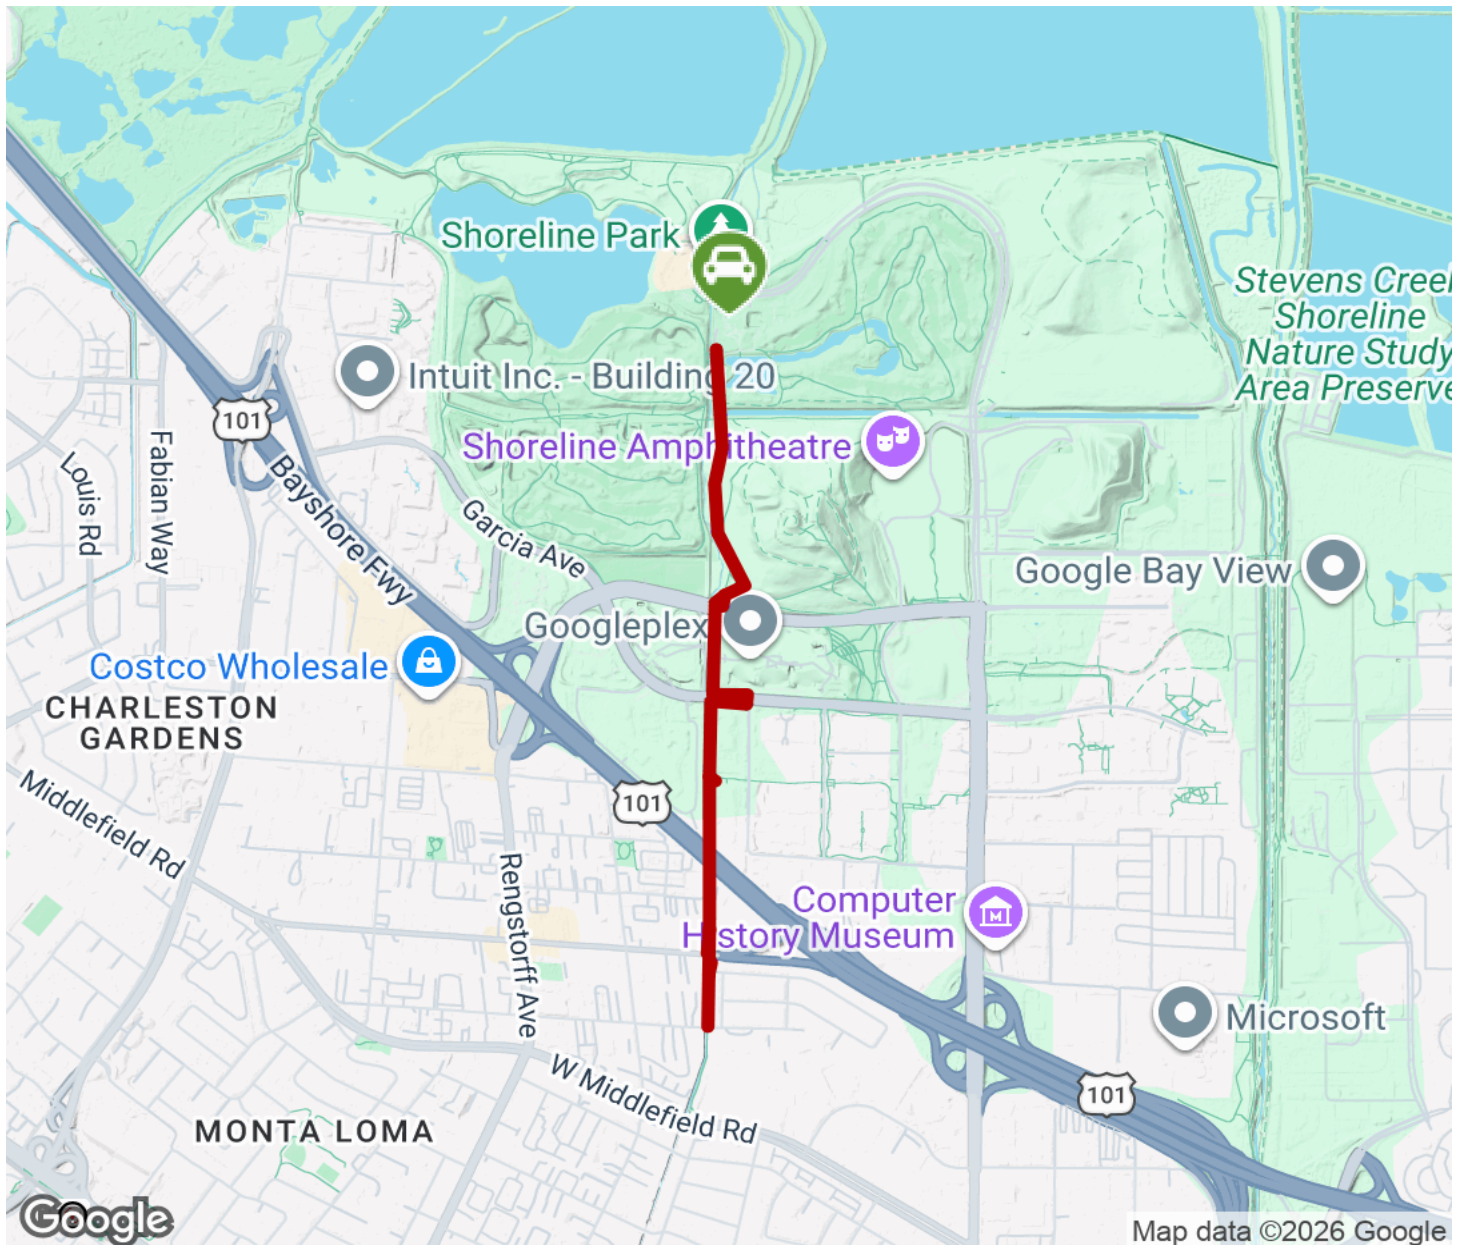 Shoreline Park
Stevens Creek
Shoreline
Nature Study
Area Preserve
Intuit Inc. - Building 20
101
Shoreline Amphitheatre
Fabian Way
Louis Rd
Bayshore Fwy
Garcia Ave
Google Bay View
Googleplex
Costco Wholesale
CHARLESTON
GARDENS
101
Middlefield Rd
Rengstorff Ave
Computer
History Museum
Microsoft
W Middlefield Rd
101
MONTA LOMA
Google
Map data ©2026 Google